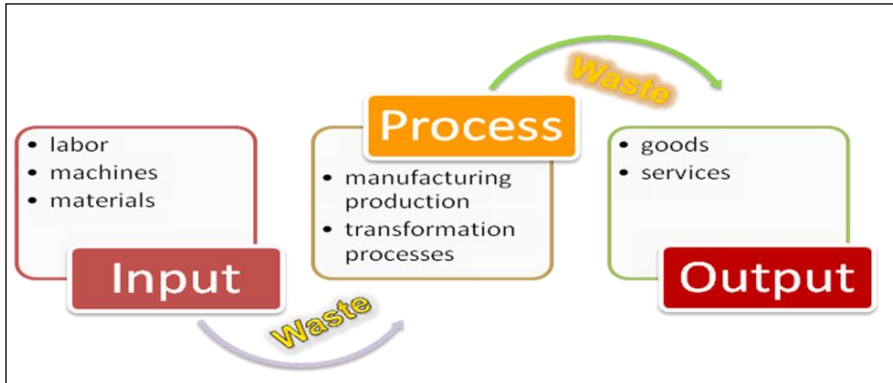 • labor
• machines
• materials
Input
Waste
Process
• manufacturing
production
• transformation
processes
Waste
• goods
• services
Output